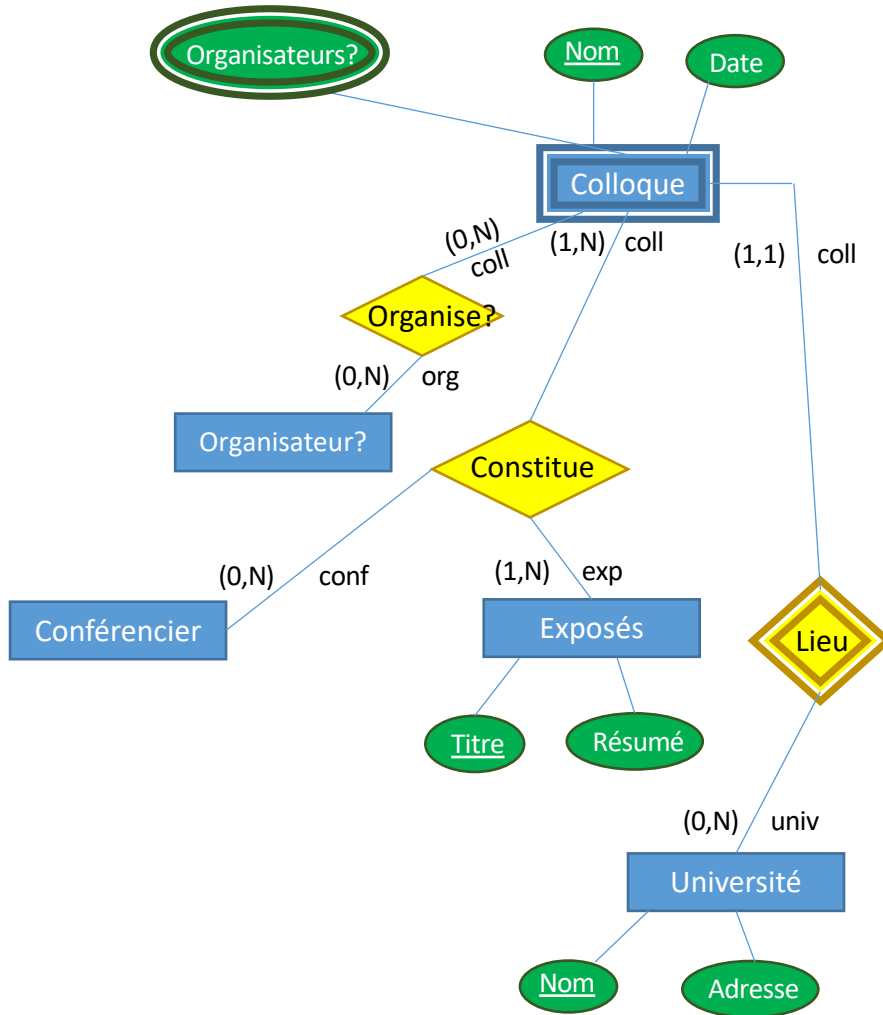 Organisateurs?
Nom
Date
Colloque
(0,N)
coll
(1,N) coll
(1,1) coll
Organise?
(0,N) org
Organisateur?
Constitue
(0,N) conf
(1,N) exp
Conférencier
Exposés
Lieu
Titre
Résumé
(0,N) univ
Université
Nom
Adresse